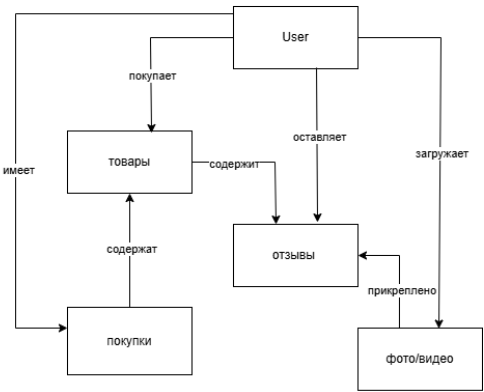 User
покупает
оставляет
загружает
товары
содержит
имеет
содержат
отзывы
прикреплено
покупки
фото/видео